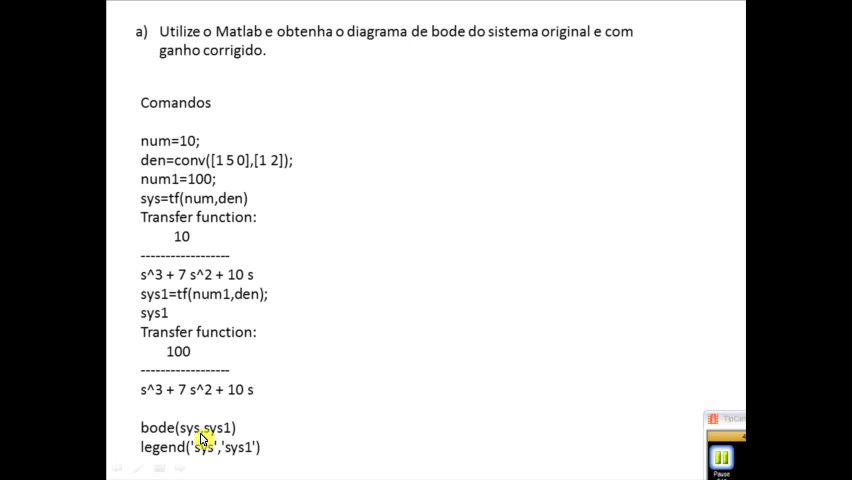 a) Utilize o Matlab e obtenha o diagrama de bode do sistema original e com
ganho corrigido.
Comandos
num=10;
den=conv([1 5 0],[1 2]);
num1=100;
sys=tf(num,den)
Transfer function:
10
------------------
s^3 + 7 s^2 + 10 s
sys1=tf(num1,den);
sys1
Transfer function:
100
------------------
s^3 + 7 s^2 + 10 s
bode(sys,sys1)
legend('sys','sys1')
Pause